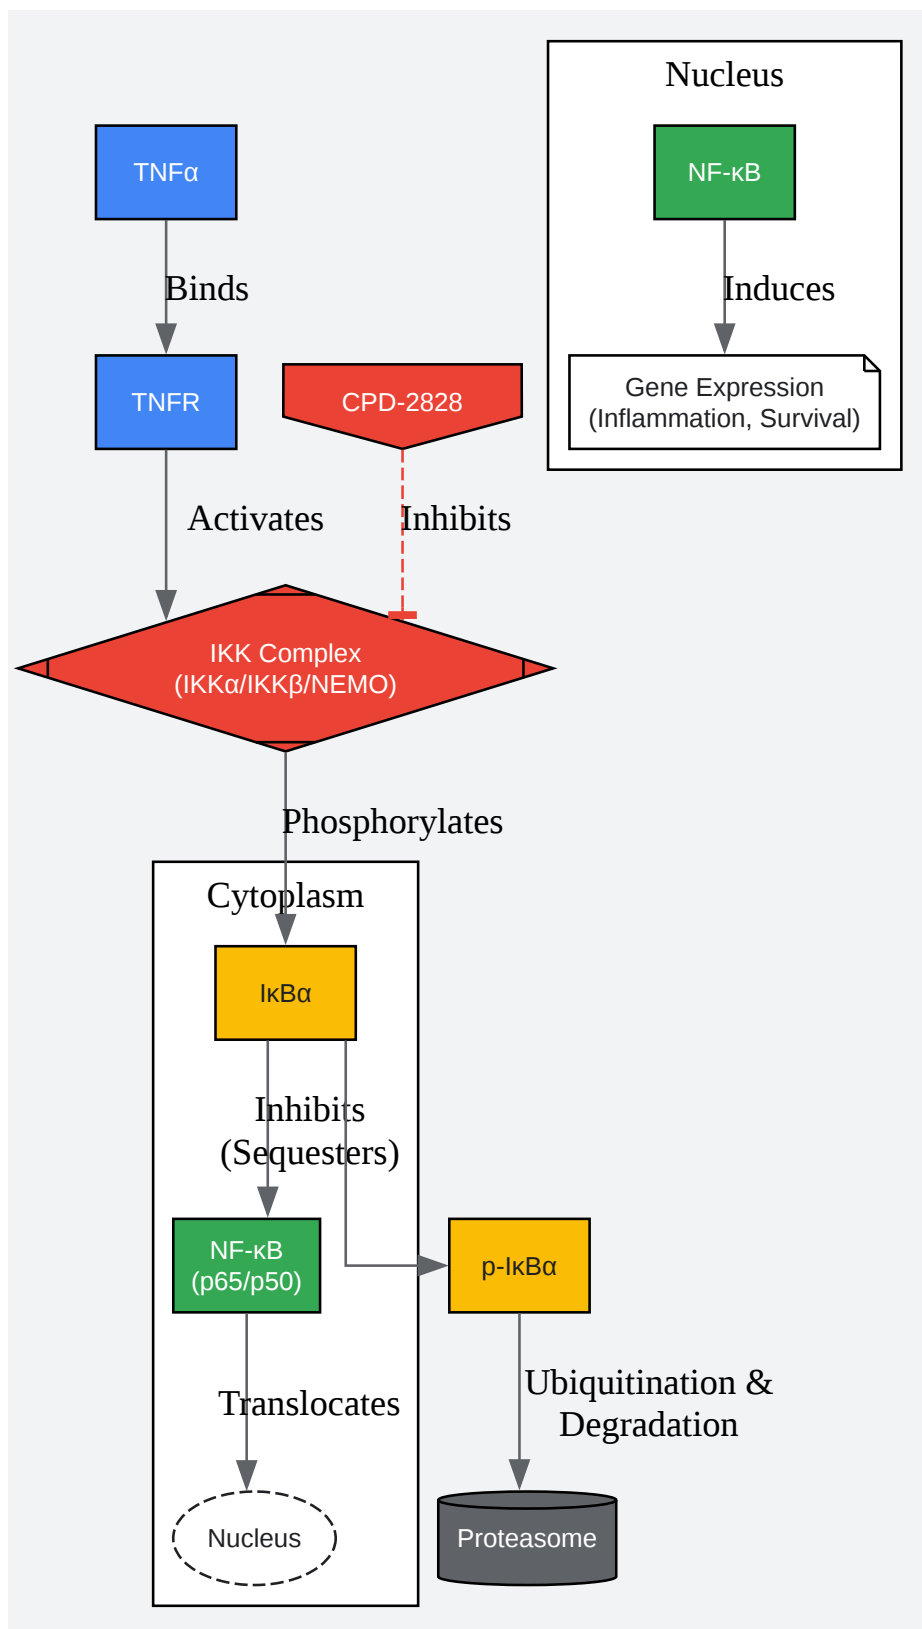 Nucleus
TNFα
NF-κB
Binds
Induces
TNFR
CPD-2828
Gene Expression
(Inflammation, Survival)
Activates
Inhibits
IKK Complex
(IKKα/IKKβ/NEMO)
Phosphorylates
Cytoplasm
IκBα
Inhibits
(Sequesters)
NF-κB
(p65/p50)
p-IκBα
Translocates
Ubiquitination &
Degradation
Nucleus
Proteasome